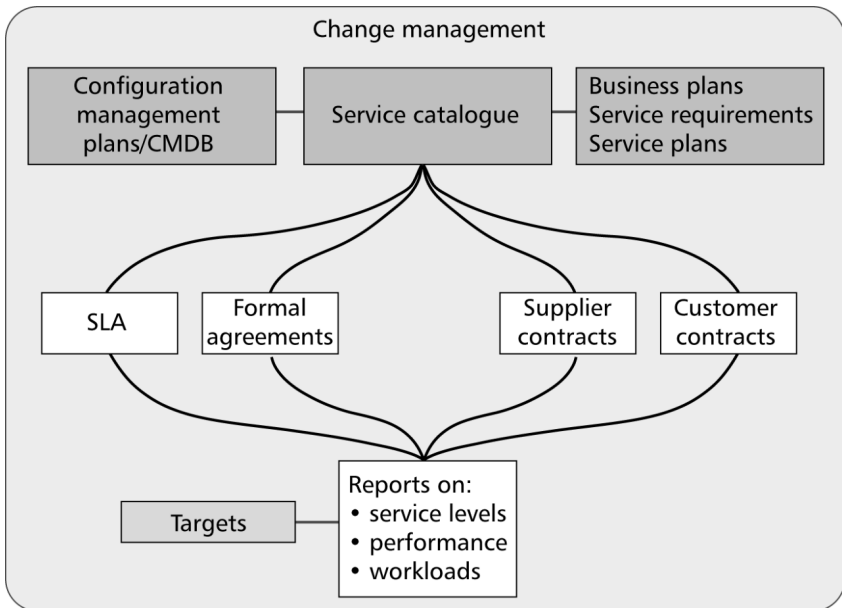 Change management
Configuration
management
plans/CMDB
Service catalogue
Business plans
Service requirements
Service plans
SLA
Formal
agreements
Supplier
contracts
Customer
contracts
Reports on:
• service levels
• performance
• workloads
Targets